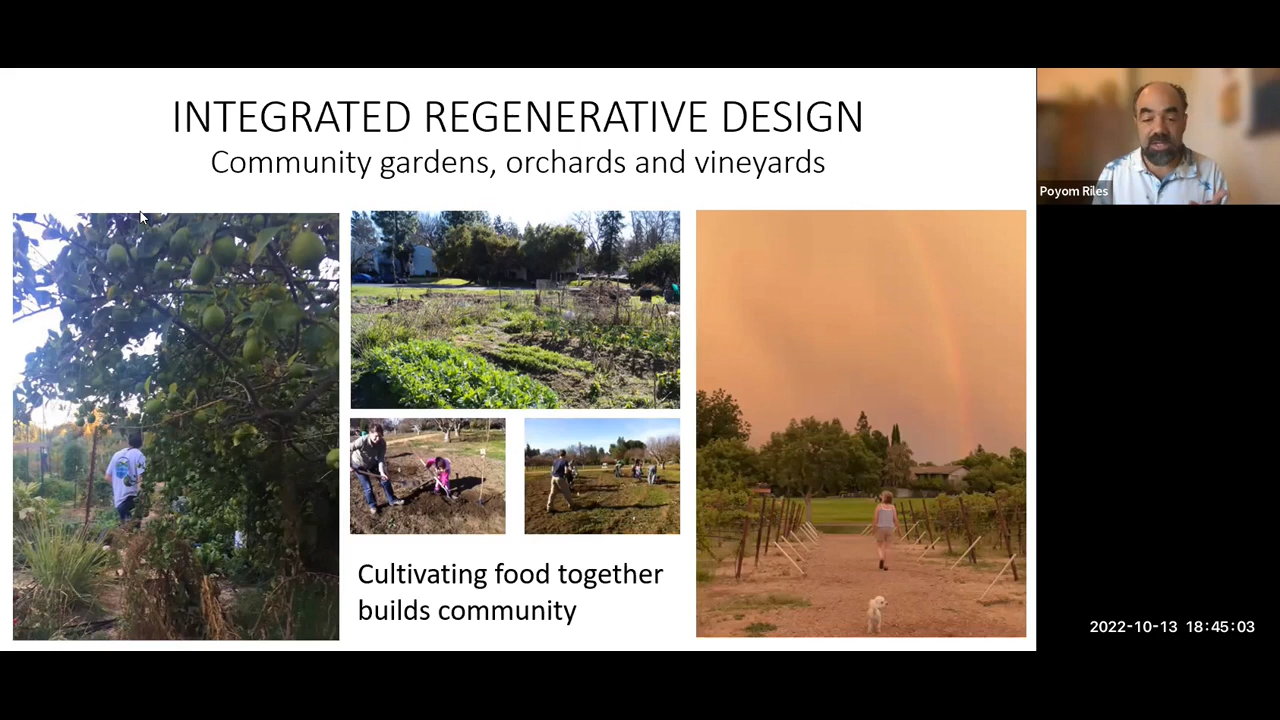 INTEGRATED REGENERATIVE DESIGN
Community gardens, orchards and vineyards
Poyom Riles
Cultivating food together
builds community
2022-10-13 18:45:03